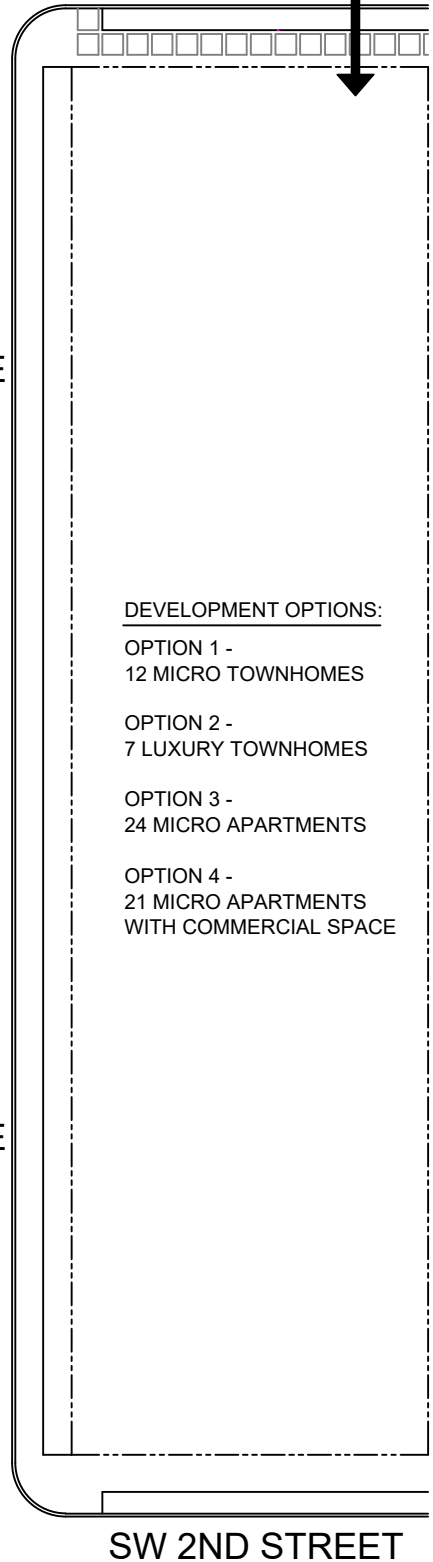 DEVELOPMENT OPTIONS:
OPTION 1 -
12 MICRO TOWNHOMES
OPTION 2 -
7 LUXURY TOWNHOMES
OPTION 3 -
24 MICRO APARTMENTS
OPTION 4 -
21 MICRO APARTMENTS
WITH COMMERCIAL SPACE
SW 2ND STREET